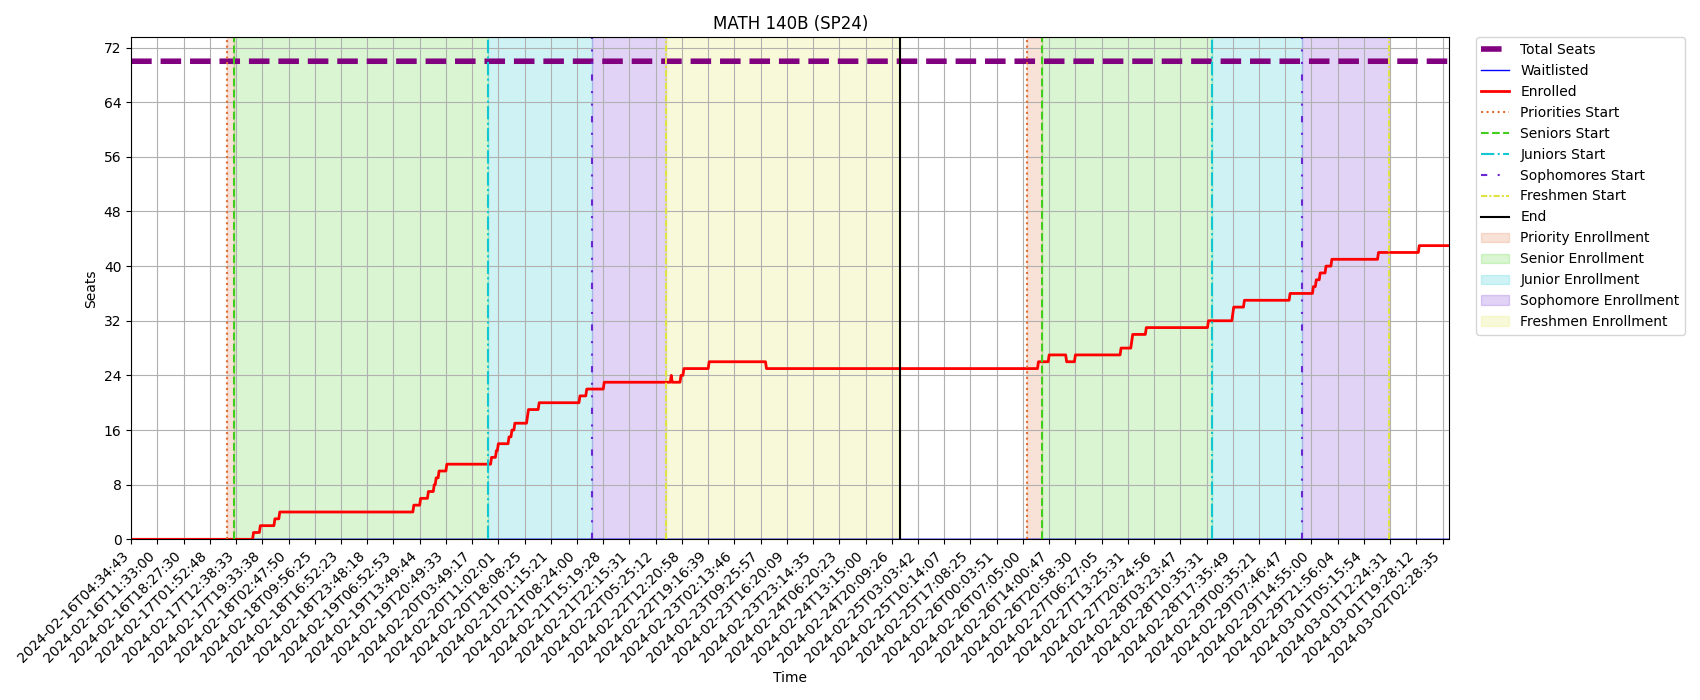 MATH 140B (SP24)
72
64
56
48
40
32
24
16
8
0
Seats
2024-02-16T04:34:43
2024-02-16T11:33:00
2024-02-16T18:27:30
2024-02-17T01:52:48
2024-02-17T12:38:33
2024-02-17T19:33:38
2024-02-18T02:47:50
2024-02-18T09:56:25
2024-02-18T16:52:23
2024-02-18T23:48:18
2024-02-19T06:52:53
2024-02-19T13:49:44
2024-02-19T20:49:33
2024-02-20T03:49:17
2024-02-20T11:02:01
2024-02-20T18:08:25
2024-02-21T01:15:21
2024-02-21T08:24:00
2024-02-21T15:19:28
2024-02-21T22:15:31
2024-02-22T05:25:12
2024-02-22T12:20:58
2024-02-22T19:16:39
2024-02-23T02:13:46
2024-02-23T09:25:57
2024-02-23T16:20:09
2024-02-23T23:14:35
2024-02-24T06:20:23
2024-02-24T13:15:00
2024-02-24T20:09:26
2024-02-25T03:03:42
2024-02-25T10:14:07
2024-02-25T17:08:25
2024-02-26T00:03:51
2024-02-26T07:05:00
2024-02-26T14:00:47
2024-02-26T20:58:30
2024-02-27T06:27:05
2024-02-27T13:25:31
2024-02-27T20:24:56
2024-02-28T03:23:47
2024-02-28T10:35:31
2024-02-28T17:35:49
2024-02-29T00:35:21
2024-02-29T07:46:47
2024-02-29T14:55:00
2024-02-29T21:56:04
2024-03-01T05:15:54
2024-03-01T12:24:31
2024-03-01T19:28:12
2024-03-02T02:28:35
Time
Total Seats
Waitlisted
Enrolled
Priorities Start
Seniors Start
Juniors Start
Sophomores Start
Freshmen Start
End
Priority Enrollment
Senior Enrollment
Junior Enrollment
Sophomore Enrollment
Freshmen Enrollment